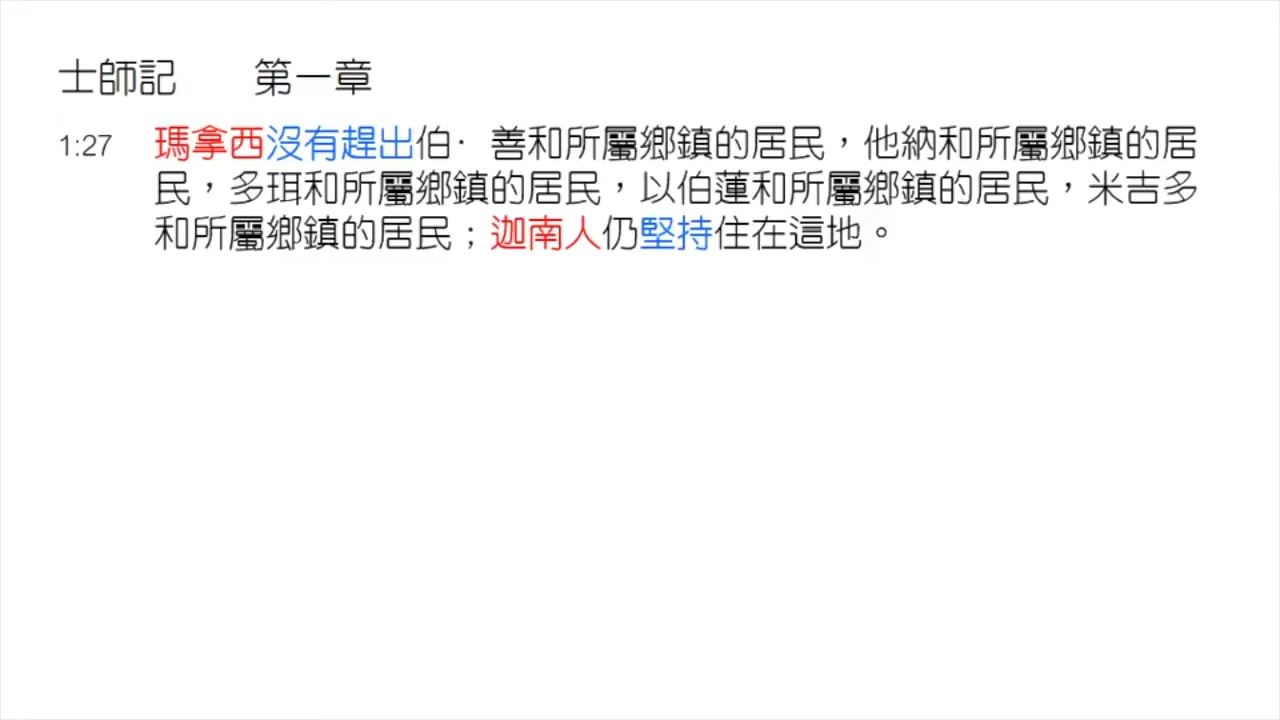 士師記　　第一章
1:27　瑪拿西沒有趕出伯·善和所屬鄉鎮的居民，他納和所屬鄉鎮的居
民，多珥和所屬鄉鎮的居民，以伯蓮和所屬鄉鎮的居民，米吉多
和所屬鄉鎮的居民；迦南人仍堅持住在這地。